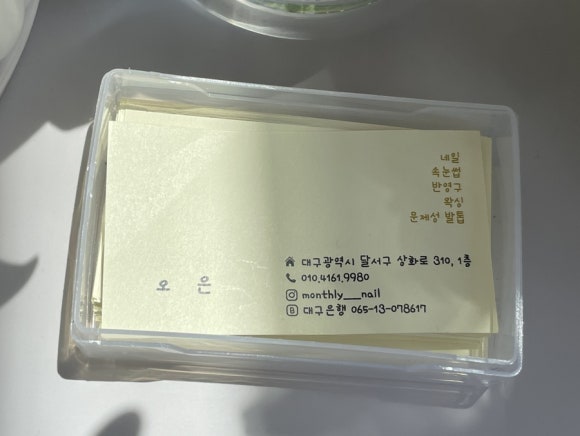 네일
속눈썹
반영구
왁싱
문제성 발톱
오 은
대구광역시 달서구 상화로 310, 1층
010.4161.9980
monthly___nail
B 대구은행 065-13-078617